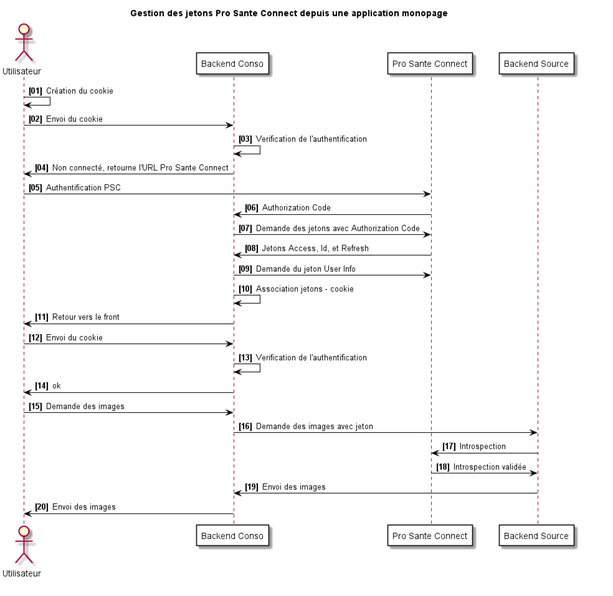 Gestion des jetons Pro Sante Connect depuis une application monopage
Utilisateur
Backend Conso
Pro Sante Connect
Backend Source
[01] Création du cookie
[02] Envoi du cookie
[03] Verification de l'authentification
[04] Non connecté, retourne l'URL Pro Sante Connect
[05] Authentification PSC
[06] Authorization Code
[07] Demande des jetons avec Authorization Code
[08] Jetons Access, Id, et Refresh
[09] Demande du jeton User Info
[10] Association jetons - cookie
[11] Retour vers le front
[12] Envoi du cookie
[13] Verification de l'authentification
[14] ok
[15] Demande des images
[16] Demande des images avec jeton
[17] Introspection
[18] Introspection validée
[19] Envoi des images
[20] Envoi des images
Utilisateur
Backend Conso
Pro Sante Connect
Backend Source